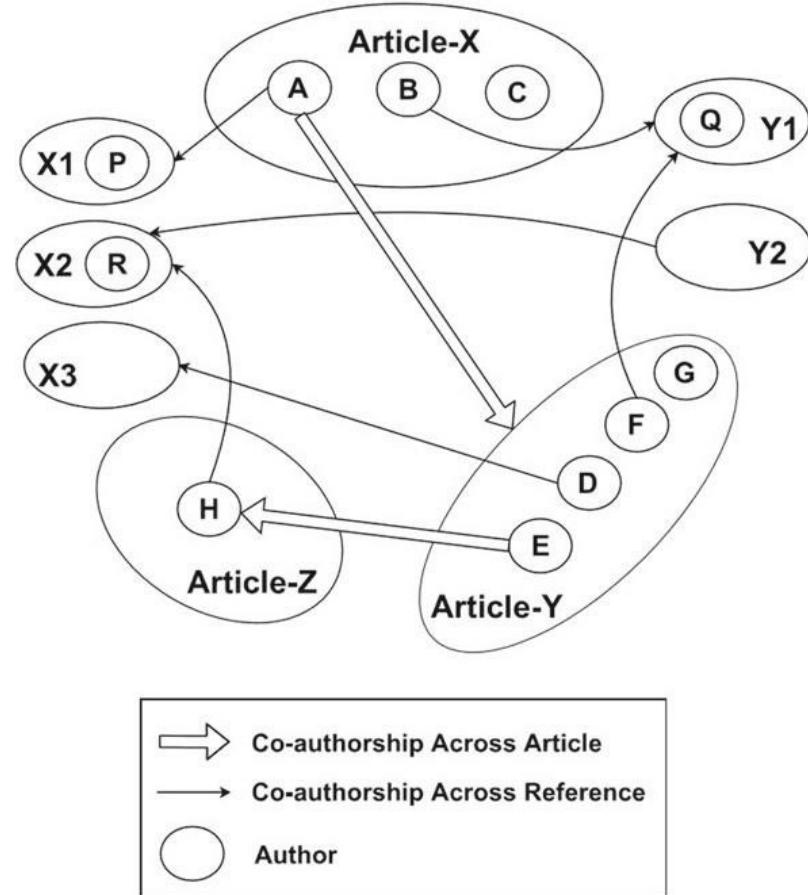 Article-X
A B C
Q Y1
X1 P
X2 R
Y2
X3
G
F
D
H
E
Article-Z
Article-Y
Co-authorship Across Article
Co-authorship Across Reference
Author